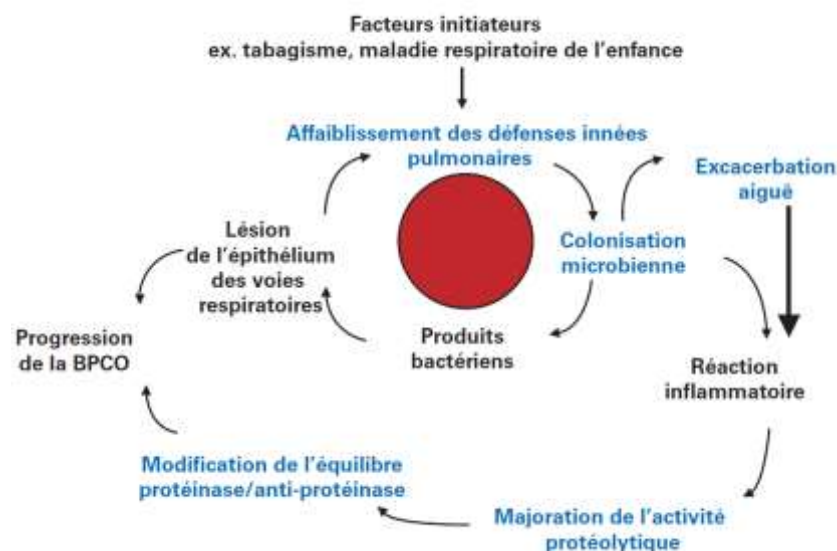 Facteurs initiateurs
ex. tabagisme, maladie respiratoire de l'enfance
Affaiblissement des défenses innées
pulmonaires
Excacerbation
aiguë
Lésion
de l'épithélium
des voies
respiratoires
Colonisation
microbienne
Produits
bactériens
Progression
de la BPCO
Réaction
inflammatoire
Modification de l'équilibre
protéinase/anti-protéinase
Majoration de l'activité
protéolytique